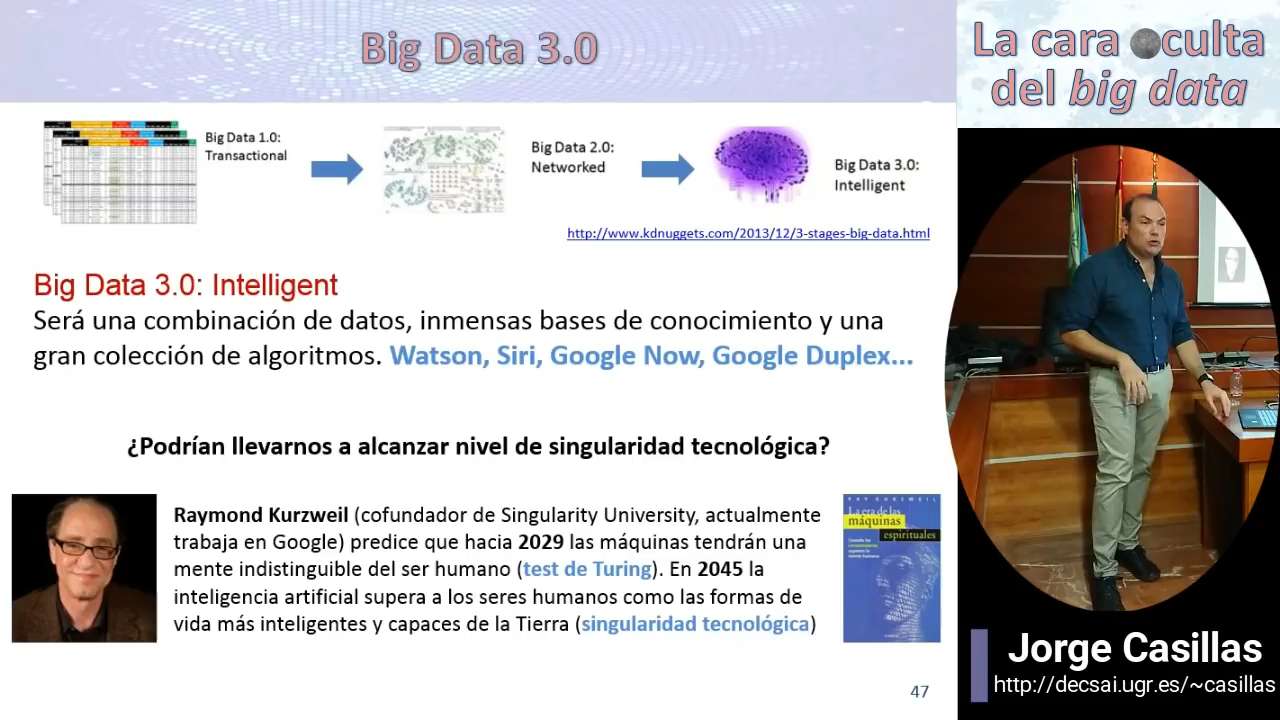 Big Data 3.0
La cara oculta
del big data
Big Data 1.0:
Transactional
Big Data 2.0:
Networked
Big Data 3.0:
Intelligent
http://www.kdnuggets.com/2013/12/3-stages-big-data.html
Big Data 3.0: Intelligent
Será una combinación de datos, inmensas bases de conocimiento y una
gran colección de algoritmos. Watson, Siri, Google Now, Google Duplex...
¿Podrían llevarnos a alcanzar nivel de singularidad tecnológica?
Raymond Kurzweil (cofundador de Singularity University, actualmente
trabaja en Google) predice que hacia 2029 las máquinas tendrán una
mente indistinguible del ser humano (test de Turing). En 2045 la
inteligencia artificial supera a los seres humanos como las formas de
vida más inteligentes y capaces de la Tierra (singularidad tecnológica)
RAY KURZWEIL
La era de las
máquinas
espirituales
47
Jorge Casillas
http://decsai.ugr.es/~casillas